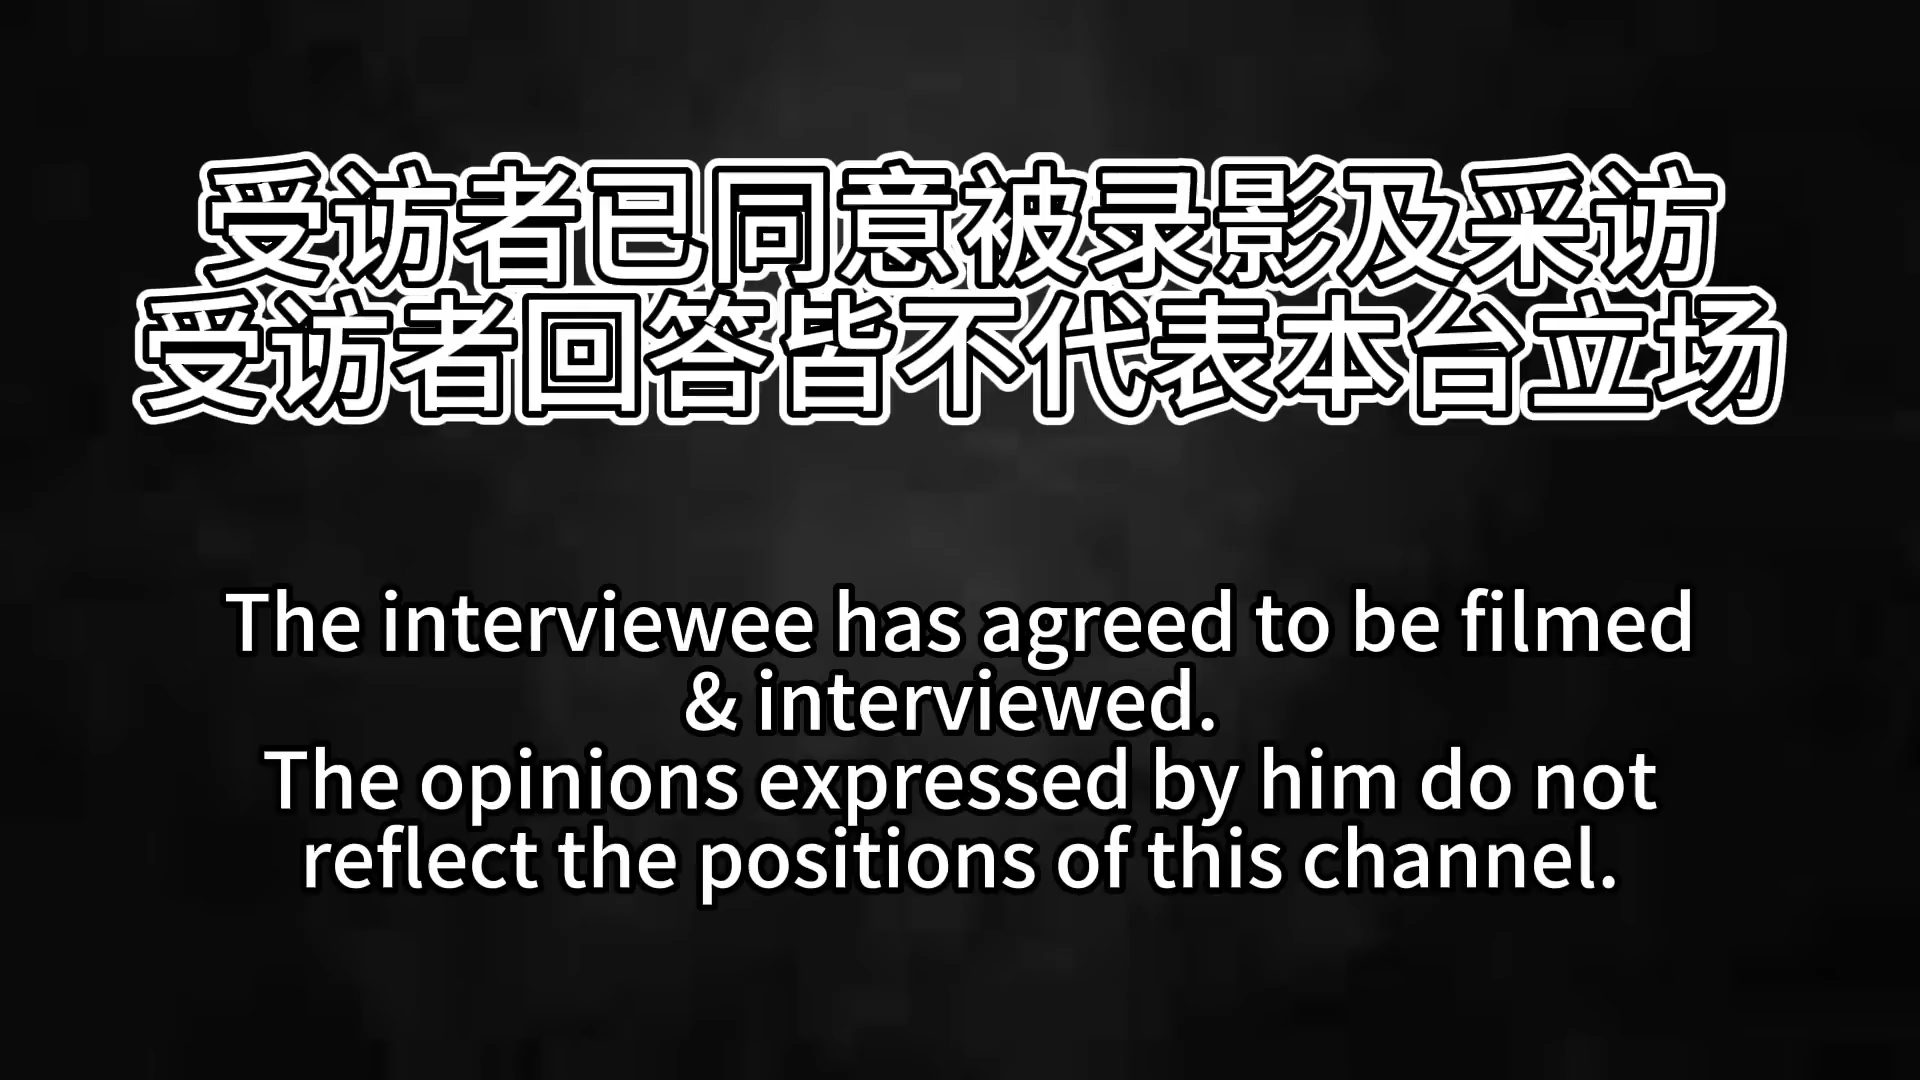 受访者已同意被录影及采访
受访者回答皆不代表本台立场
The interviewee has agreed to be filmed
& interviewed.
The opinions expressed by him do not
reflect the positions of this channel.